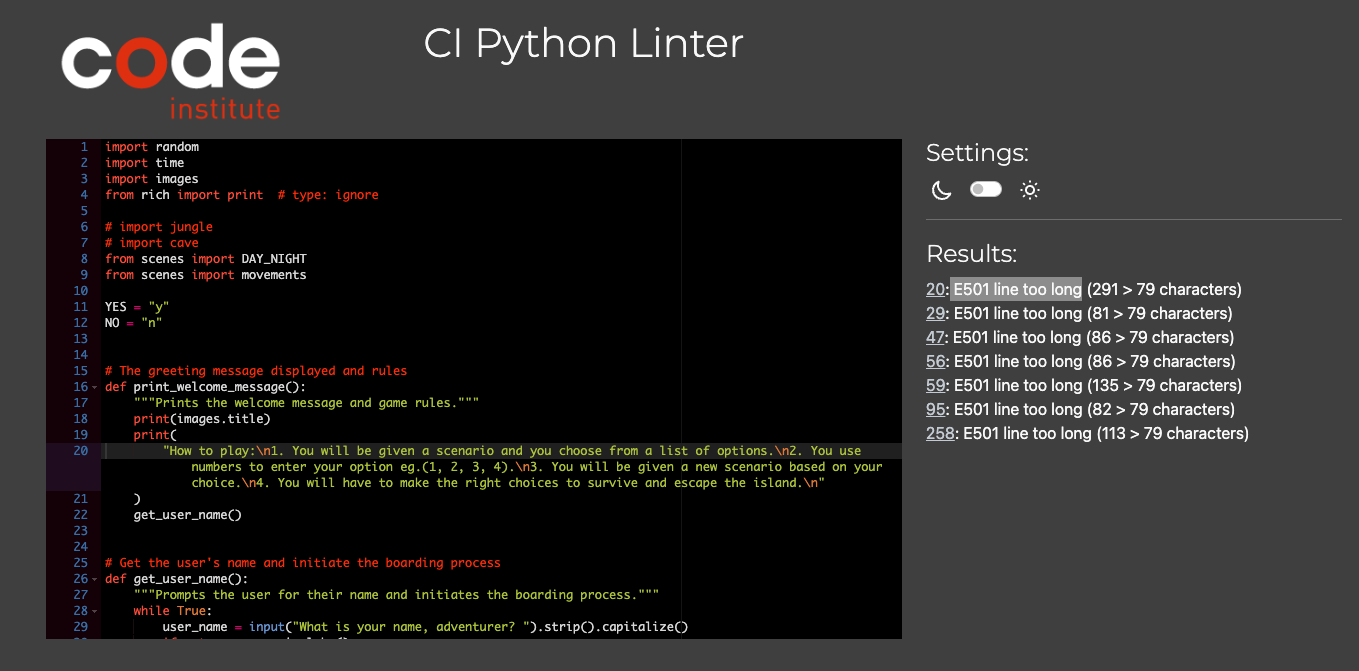 code
institute
CI Python Linter
1 import random
2 import time
3 import images
4 from rich import print  # type: ignore
5
6 # import jungle
7 # import cave
8 from scenes import DAY_NIGHT
9 from scenes import movements
10
11 YES = "y"
12 NO = "n"
13
14
15 # The greeting message displayed and rules
16 def print_welcome_message():
17     """Prints the welcome message and game rules."""
18     print(images.title)
19     print(
20         "How to play:\n1. You will be given a scenario and you choose from a list of options.\n2. You use
numbers to enter your option eg.(1, 2, 3, 4).\n3. You will be given a new scenario based on your
choice.\n4. You will have to make the right choices to survive and escape the island.\n"
21     )
22     get_user_name()
23
24
25 # Get the user's name and initiate the boarding process
26 def get_user_name():
27     """Prompts the user for their name and initiates the boarding process."""
28     while True:
29         user_name = input("What is your name, adventurer? ").strip().capitalize()
Settings:
Results:
20: E501 line too long (291 > 79 characters)
29: E501 line too long (81 > 79 characters)
47: E501 line too long (86 > 79 characters)
56: E501 line too long (86 > 79 characters)
59: E501 line too long (135 > 79 characters)
95: E501 line too long (82 > 79 characters)
258: E501 line too long (113 > 79 characters)